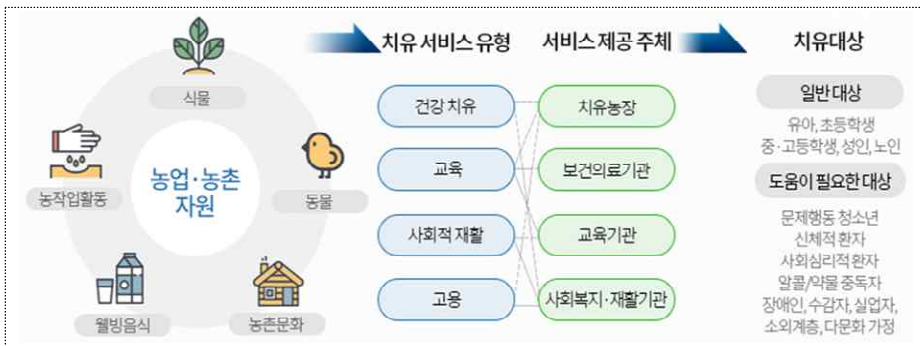 치유 서비스 유형
서비스 제공 주체
치유대상
식물
농작업활동
농업·농촌
자원
동물
웰빙음식
농촌문화
건강 치유
교육
사회적 재활
고용
치유농장
보건의료기관
교육기관
사회복지·재활기관
일반 대상
유아, 초등학생
중·고등학생, 성인, 노인
도움이 필요한 대상
문제행동 청소년
신체적 환자
사회심리적 환자
알콜/약물 중독자
장애인, 수감자, 실업자,
소외계층, 다문화 가정